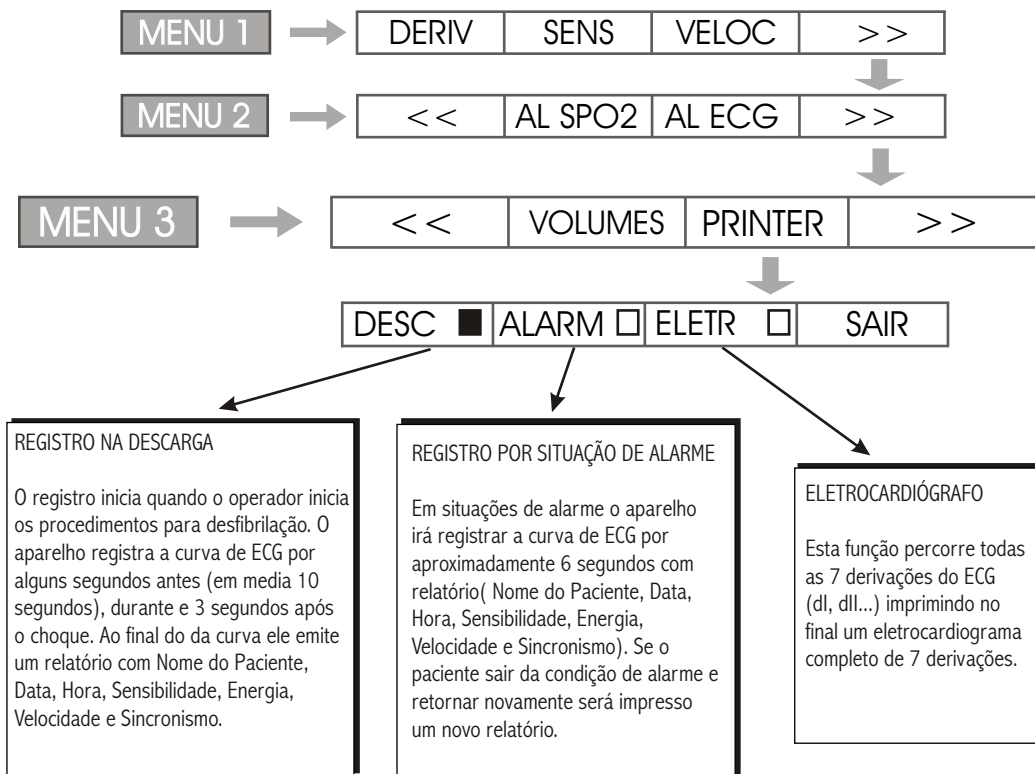 MENU 1 DERIV SENS VELOC >>
MENU 2 << AL SPO2 AL ECG >>
MENU 3 << VOLUMES PRINTER >>
DESC ALARM ELETR SAIR
REGISTRO NA DESCARGA
O registro inicia quando o operador inicia
os procedimentos para desfibrilação. O
aparelho registra a curva de ECG por
alguns segundos antes (em media 10
segundos), durante e 3 segundos após
o choque. Ao final do da curva ele emite
um relatório com Nome do Paciente,
Data, Hora, Sensibilidade, Energia,
Velocidade e Sincronismo.
REGISTRO POR SITUAÇÃO DE ALARME
Em situações de alarme o aparelho
irá registrar a curva de ECG por
aproximadamente 6 segundos com
relatório( Nome do Paciente, Data,
Hora, Sensibilidade, Energia,
Velocidade e Sincronismo). Se o
paciente sair da condição de alarme e
retornar novamente será impresso
um novo relatório.
ELETROCARDIÓGRAFO
Esta função percorre todas
as 7 derivações do ECG
(dI, dII...) imprimindo no
final um eletrocardiograma
completo de 7 derivações.